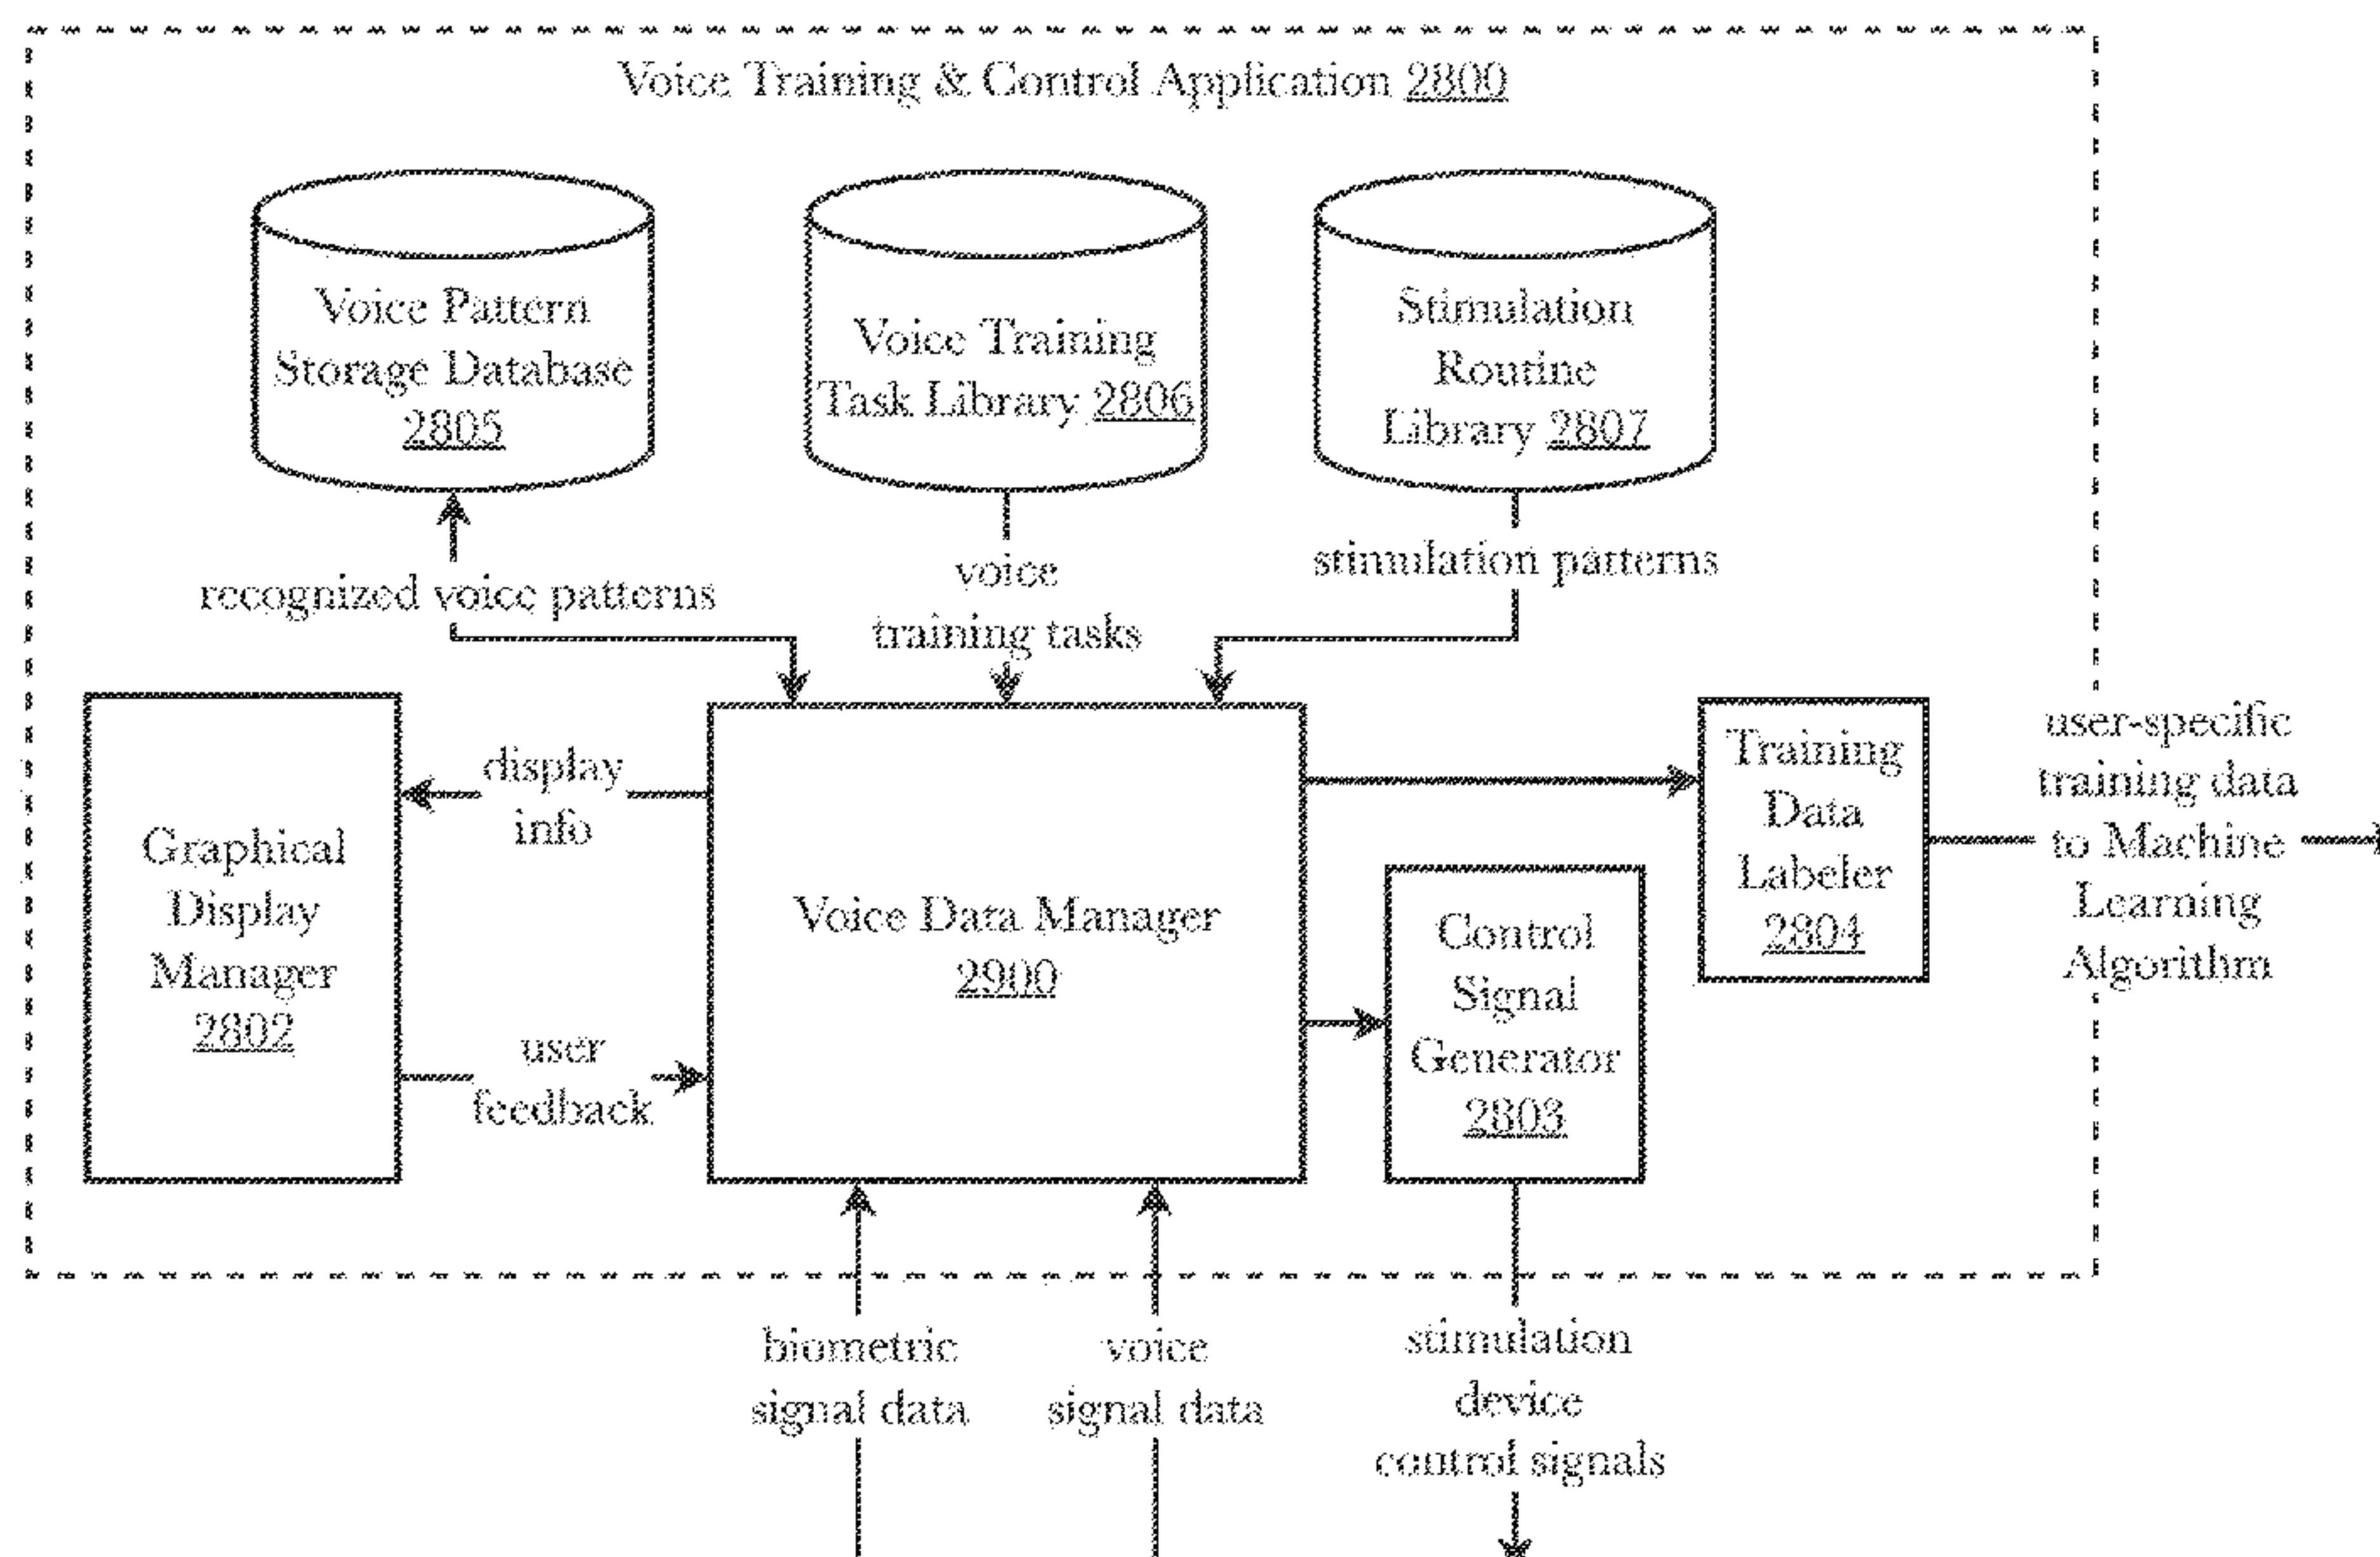 Voice Training & Control Application 2800
Voice Pattern
Storage Database
2805
Voice Training
Task Library 2806
Stimulation
Routine
Library 2807
recognized voice patterns
voice
training tasks
stimulation patterns
Graphical
Display
Manager
2802
display
info
user
feedback
Voice Data Manager
2900
Control
Signal
Generator
2803
Training
Data
Labeler
2804
user-specific
training data
to Machine
Learning
Algorithm
biometric
signal data
voice
signal data
stimulation
device
control signals